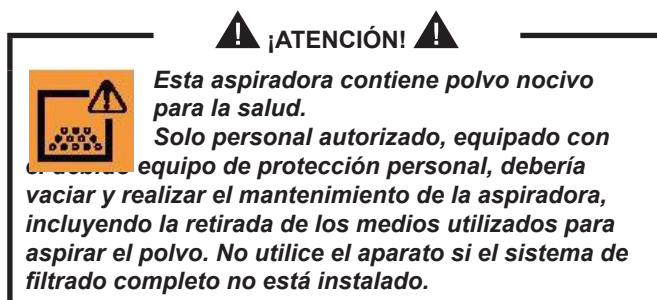 ¡ATENCIÓN!
Esta aspiradora contiene polvo nocivo
para la salud.
Solo personal autorizado, equipado con
equipo de protección personal, debería
vaciar y realizar el mantenimiento de la aspiradora,
incluyendo la retirada de los medios utilizados para
aspirar el polvo. No utilice el aparato si el sistema de
filtrado completo no está instalado.